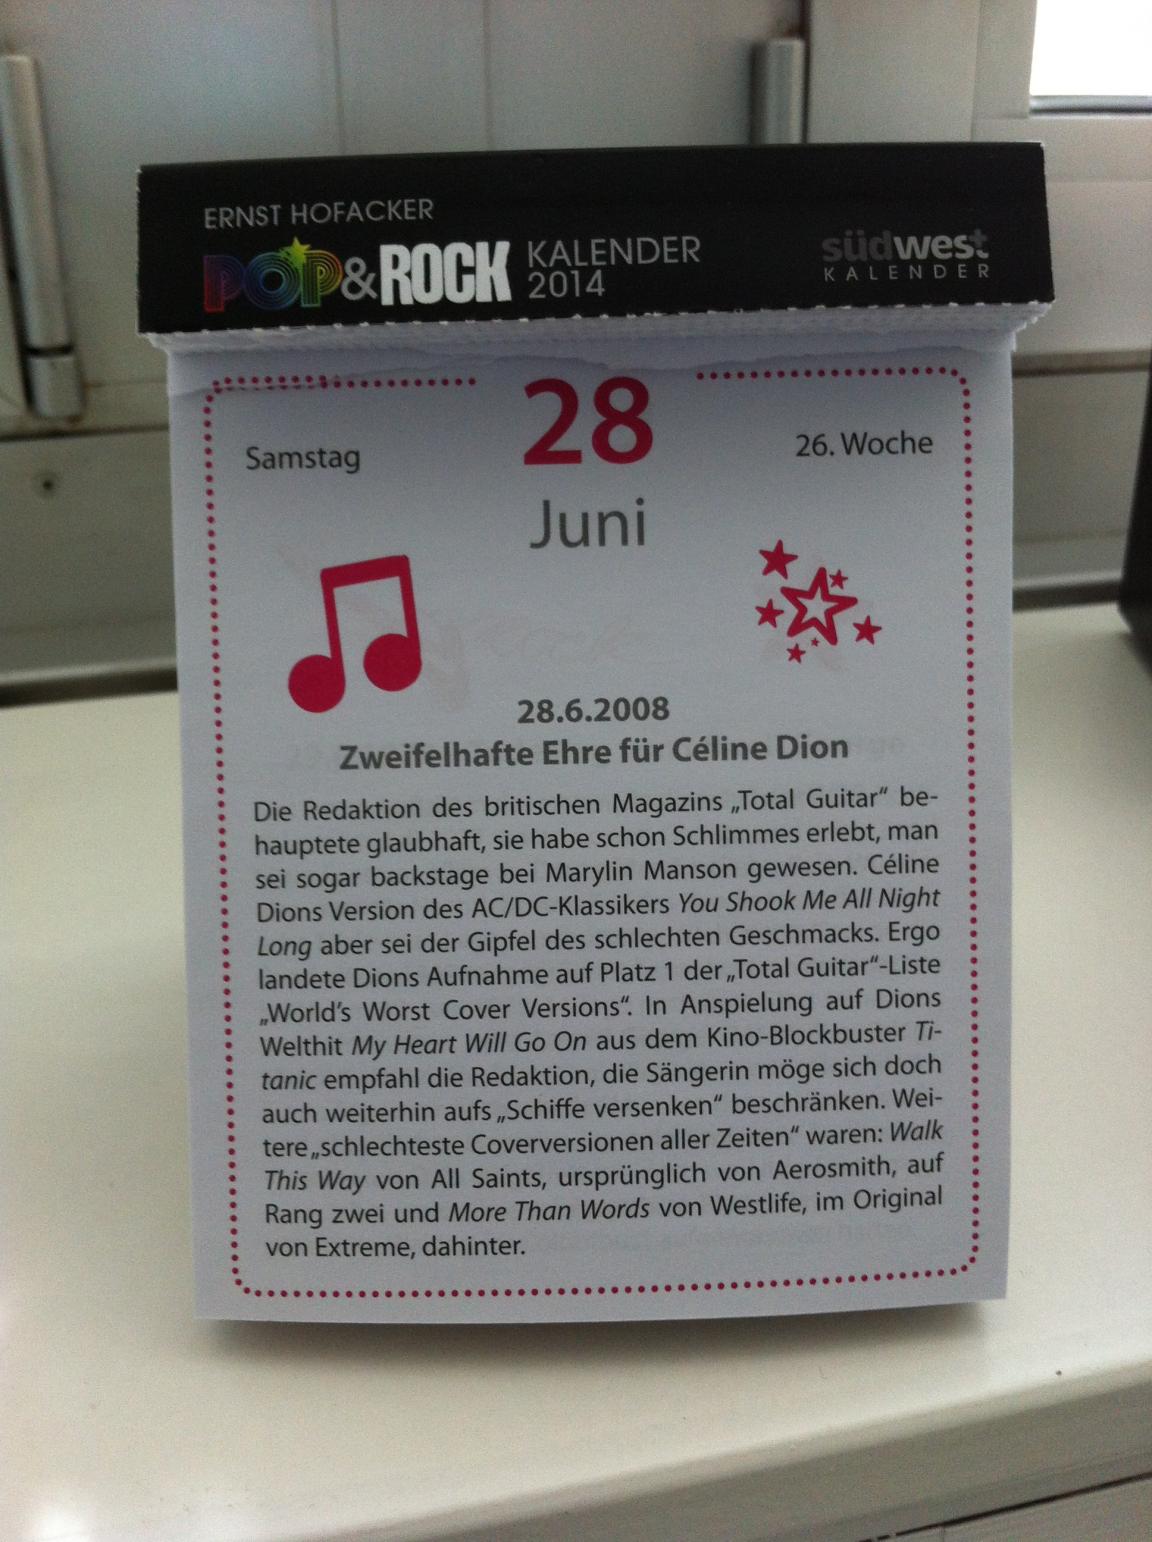 ERNST HOFACKER
POP&ROCK KALENDER 2014
südwest
KALENDER
Samstag
28
26. Woche
Juni
28.6.2008
Zweifelhafte Ehre für Céline Dion
Die Redaktion des britischen Magazins „Total Guitar“ be-
hauptete glaubhaft, sie habe schon Schlimmes erlebt, man
sei sogar backstage bei Marylin Manson gewesen. Céline
Dions Version des AC/DC-Klassikers You Shook Me All Night
Long aber sei der Gipfel des schlechten Geschmacks. Ergo
landete Dions Aufnahme auf Platz 1 der „Total Guitar“-Liste
„World’s Worst Cover Versions“. In Anspielung auf Dions
Welthit My Heart Will Go On aus dem Kino-Blockbuster Ti-
tanic empfahl die Redaktion, die Sängerin möge sich doch
auch weiterhin aufs „Schiffe versenken“ beschränken. Wei-
tere „schlechteste Coverversionen aller Zeiten“ waren: Walk
This Way von All Saints, ursprünglich von Aerosmith, auf
Rang zwei und More Than Words von Westlife, im Original
von Extreme, dahinter.